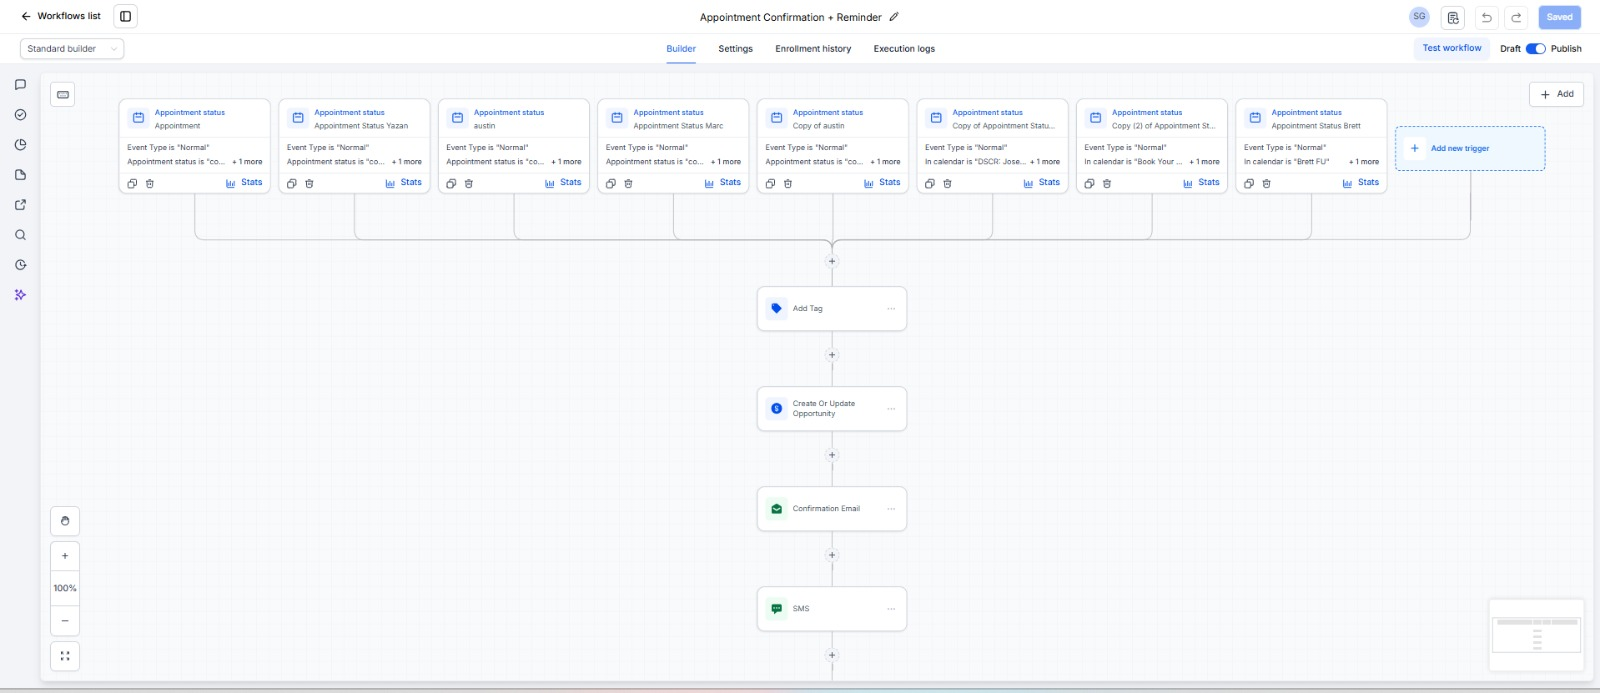 Workflows list
Appointment Confirmation + Reminder
SG
Saved
Standard builder
Builder
Settings
Enrollment history
Execution logs
Test workflow
Draft
Publish
Add
Appointment status
Appointment
Event Type is "Normal"
Appointment status is "co... + 1 more
Stats
Appointment status
Appointment Status Yazan
Event Type is "Normal"
Appointment status is "co... + 1 more
Stats
Appointment status
austin
Event Type is "Normal"
Appointment status is "co... + 1 more
Stats
Appointment status
Appointment Status Marc
Event Type is "Normal"
Appointment status is "co... + 1 more
Stats
Appointment status
Copy of austin
Event Type is "Normal"
Appointment status is "co... + 1 more
Stats
Appointment status
Copy of Appointment Statu...
Event Type is "Normal"
In calendar is "DSCR: Jose... + 1 more
Stats
Appointment status
Copy (2) of Appointment St...
Event Type is "Normal"
In calendar is "Book Your ... + 1 more
Stats
Appointment status
Appointment Status Brett
Event Type is "Normal"
In calendar is "Brett FU" + 1 more
Stats
Add new trigger
Add Tag
Create Or Update
Opportunity
Confirmation Email
SMS
100%